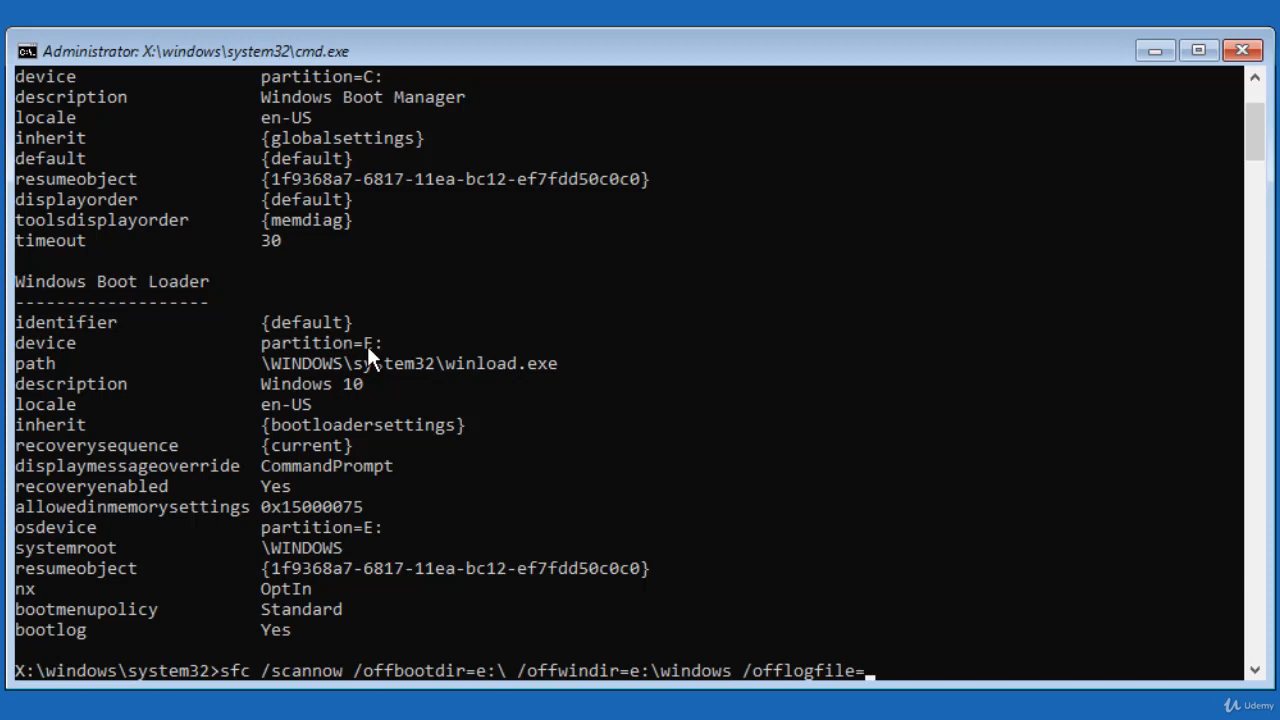 Administrator: X:\windows\system32\cmd.exe
device partition=C:
description Windows Boot Manager
locale en-US
inherit {globalsettings}
default {default}
resumeobject {1f9368a7-6817-11ea-bc12-ef7fdd50c0c0}
displayorder {default}
toolsdisplayorder {memdiag}
timeout 30
Windows Boot Loader
-------------------
identifier {default}
device partition=E:
path \WINDOWS\system32\winload.exe
description Windows 10
locale en-US
inherit {bootloadersettings}
recoverysequence {current}
displaymessageoverride CommandPrompt
recoveryenabled Yes
allowedinmemorysettings 0x15000075
osdevice partition=E:
systemroot \WINDOWS
resumeobject {1f9368a7-6817-11ea-bc12-ef7fdd50c0c0}
nx OptIn
bootmenupolicy Standard
bootlog Yes
X:\windows\system32>sfc /scannow /offbootdir=e:\ /offwindir=e:\windows /offlogfile=_
Udemy